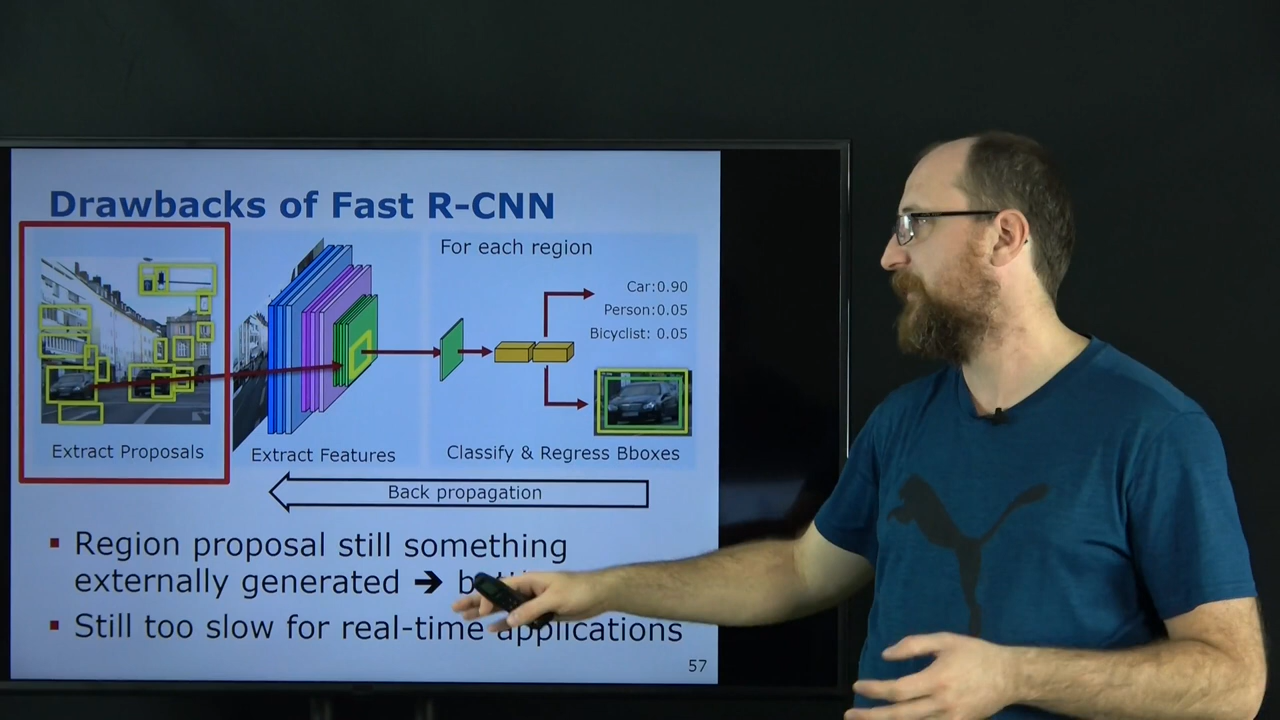 Drawbacks of Fast R-CNN
For each region
Car:0.90
Person:0.05
Bicyclist: 0.05
Extract Proposals
Extract Features
Classify & Regress Bboxes
Back propagation
▪ Region proposal still something
externally generated ➔
▪ Still too slow for real-time applications
57